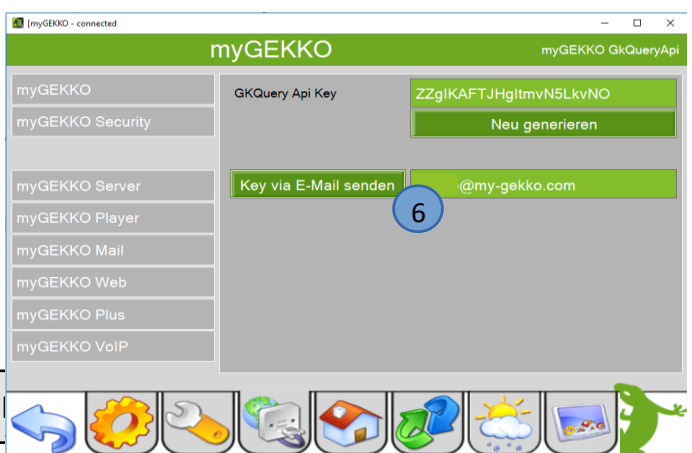 [myGEKKO - connected
myGEKKO
myGEKKO GkQueryApi
myGEKKO
myGEKKO Security
myGEKKO Server
myGEKKO Player
myGEKKO Mail
myGEKKO Web
myGEKKO Plus
myGEKKO VoIP
GKQuery Api Key
ZZgIKAFTJHgItmvN5LkvNO
Neu generieren
Key via E-Mail senden
@my-gekko.com
6